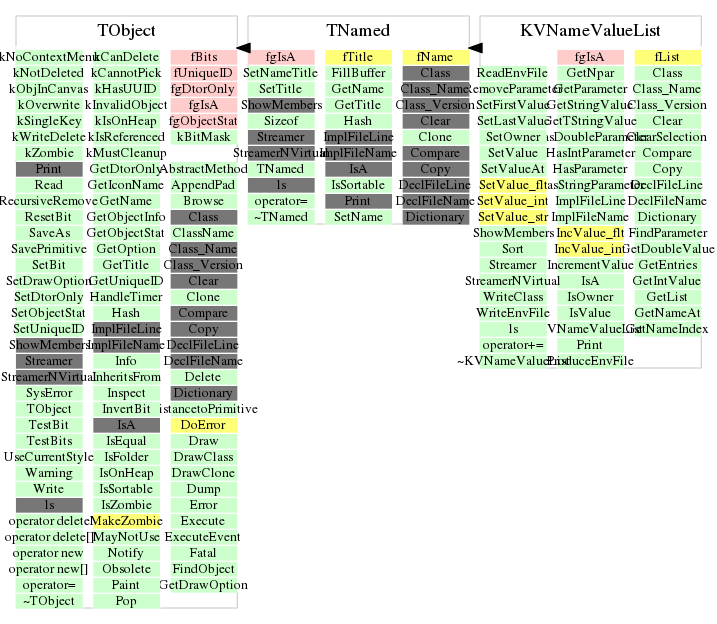 TObject
kNoContextMenu
kNotDeleted
kObjInCanvas
kOverwrite
kSingleKey
kWriteDelete
kZombie
Print
Read
RecursiveRemove
ResetBit
SaveAs
SavePrimitive
SetBit
SetDrawOption
SetDtorOnly
SetObjectStat
SetUniqueID
ShowMembers
Streamer
StreamerNVirtual
SysError
TObject
TestBit
TestBits
UseCurrentStyle
Warning
Write
ls
operator delete
operator delete[]
operator new
operator new[]
operator=
~TObject
kCanDelete
kCannotPick
kHasUUID
kInvalidObject
kIsOnHeap
kIsReferenced
kMustCleanup
GetDtorOnly
GetIconName
GetName
GetObjectInfo
GetObjectStat
GetOption
GetTitle
GetUniqueID
HandleTimer
Hash
ImplFileLine
ImplFileName
Info
InheritsFrom
Inspect
InvertBit
IsA
IsEqual
IsFolder
IsOnHeap
IsSortable
IsZombie
MakeZombie
MayNotUse
Notify
Obsolete
Paint
Pop
fBits
fUniqueID
fgDtorOnly
fgIsA
fgObjectStat
kBitMask
AbstractMethod
AppendPad
Browse
Class
ClassName
Class_Name
Class_Version
Clear
Clone
Compare
Copy
DeclFileLine
DeclFileName
Delete
Dictionary
DistancetoPrimitive
DoError
Draw
DrawClass
DrawClone
Dump
Error
Execute
ExecuteEvent
Fatal
FindObject
GetDrawOption
TNamed
fgIsA
SetNameTitle
SetTitle
ShowMembers
Sizeof
Streamer
StreamerNVirtual
TNamed
ls
operator=
~TNamed
fTitle
FillBuffer
GetName
GetTitle
Hash
ImplFileLine
ImplFileName
IsA
IsSortable
Print
SetName
fName
Class
Class_Name
Class_Version
Clear
Clone
Compare
Copy
DeclFileLine
DeclFileName
Dictionary
KVNameValueList
ReadEnvFile
RemoveParameter
SetFirstValue
SetLastValue
SetOwner
SetValue
SetValueAt
SetValue_flt
SetValue_int
SetValue_str
ShowMembers
Sort
Streamer
StreamerNVirtual
WriteClass
WriteEnvFile
ls
operator+=
~KVNameValueList
fgIsA
GetNpar
GetParameter
GetStringValue
GetTStringValue
HasDoubleParameter
HasIntParameter
HasParameter
HasStringParameter
ImplFileLine
ImplFileName
IncValue_flt
IncValue_int
IncrementValue
IsA
IsOwner
IsValue
KVNameValueList
Print
ProduceEnvFile
fList
Class
Class_Name
Class_Version
Clear
ClearSelection
Compare
Copy
DeclFileLine
DeclFileName
Dictionary
FindParameter
GetDoubleValue
GetEntries
GetIntValue
GetList
GetNameAt
GetNameIndex